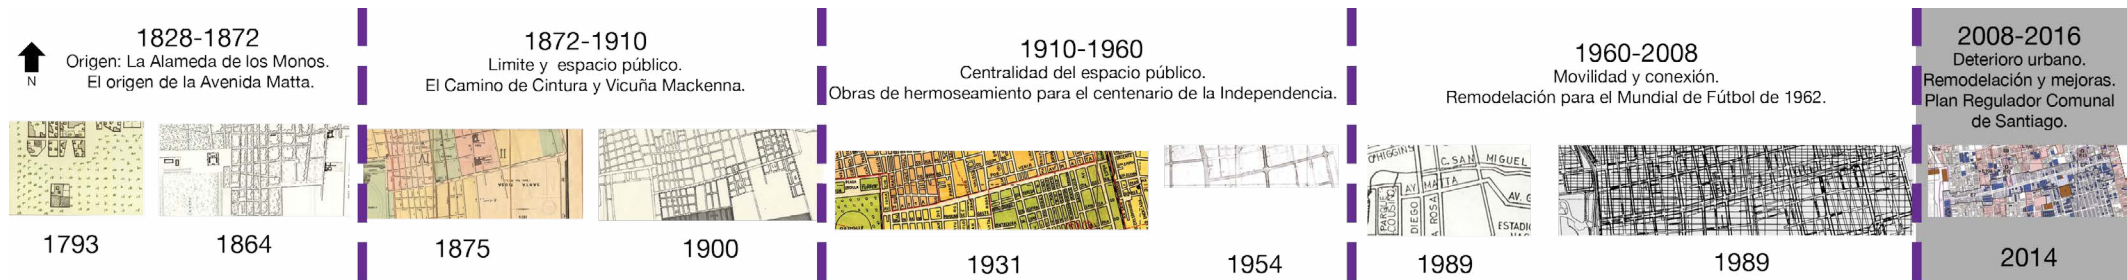 1828-1872
Origen: La Alameda de los Monos.
El origen de la Avenida Matta.
N
1793
1864
1872-1910
Limite y espacio público.
El Camino de Cintura y Vicuña Mackenna.
1875
1900
1910-1960
Centralidad del espacio público.
Obras de hermoseamiento para el centenario de la Independencia.
1931
1954
1960-2008
Movilidad y conexión.
Remodelación para el Mundial de Fútbol de 1962.
O'HIGGINS
C.SAN MIGUEL
AV. MATTA
PARQUE
COUSIÑO
DIEGO
A ROSA
AV.
ESTADIO
1989
1989
2008-2016
Deterioro urbano.
Remodelación y mejoras.
Plan Regulador Comunal
de Santiago.
2014